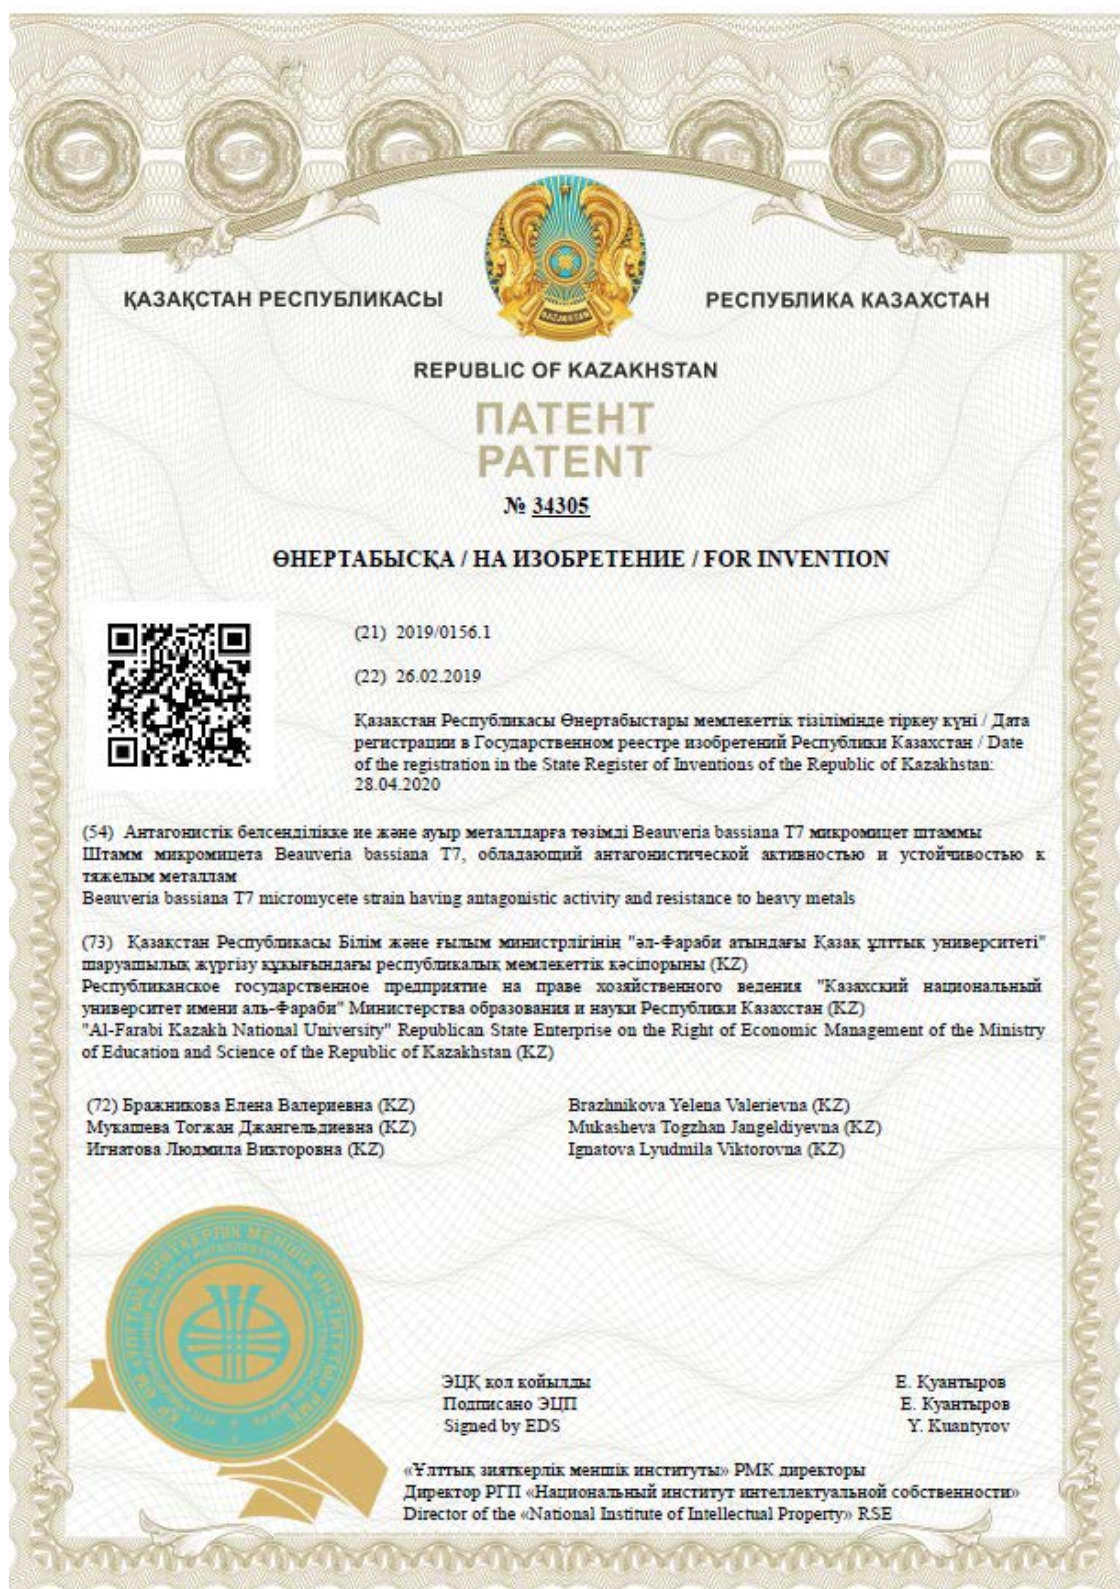 ҚАЗАҚСТАН РЕСПУБЛИКАСЫ
РЕСПУБЛИКА КАЗАХСТАН
REPUBLIC OF KAZAKHSTAN
ПАТЕНТ
PATENT
№ 34305
ӨНЕРТАБЫСҚА / НА ИЗОБРЕТЕНИЕ / FOR INVENTION
(21) 2019/0156.1
(22) 26.02.2019
Қазақстан Республикасы Өнертабыстары мемлекеттік тізілімінде тіркеу күні / Дата
регистрации в Государственном реестре изобретений Республики Казахстан / Date
of the registration in the State Register of Inventions of the Republic of Kazakhstan:
28.04.2020
(54) Антагонистік белсенділікке ие және ауыр металлдарға төзімді Beauveria bassiana T7 микромицет штаммы
Штамм микромицета Beauveria bassiana T7, обладающий антагонистической активностью и устойчивостью к
тяжелым металлам
Beauveria bassiana T7 micromycete strain having antagonistic activity and resistance to heavy metals
(73) Қазақстан Республикасы Білім және ғылым министрлігінің "әл-Фараби атындағы Қазақ ұлттық университеті"
шаруашылық жүргізу құқығындағы республикалық мемлекеттік кәсіпорыны (KZ)
Республиканское государственное предприятие на праве хозяйственного ведения "Казахский национальный
университет имени аль-Фараби" Министерства образования и науки Республики Казахстан (KZ)
"Al-Farabi Kazakh National University" Republican State Enterprise on the Right of Economic Management of the Ministry
of Education and Science of the Republic of Kazakhstan (KZ)
(72) Бражникова Елена Валериевна (KZ)
Мукашева Тогжан Джангельдиевна (KZ)
Игнатова Людмила Викторовна (KZ)
Brazhnikova Yelena Valerievna (KZ)
Mukasheva Togzhan Jangeldiyevna (KZ)
Ignatova Lyudmila Viktorovna (KZ)
ЭЦҚ қол қойылды
Подписано ЭЦП
Signed by EDS
Е. Қуантыров
Е. Куантыров
Y. Kuantyrov
«Ұлттық зияткерлік меншік институты» РМК директоры
Директор РГП «Национальный институт интеллектуальной собственности»
Director of the «National Institute of Intellectual Property» RSE